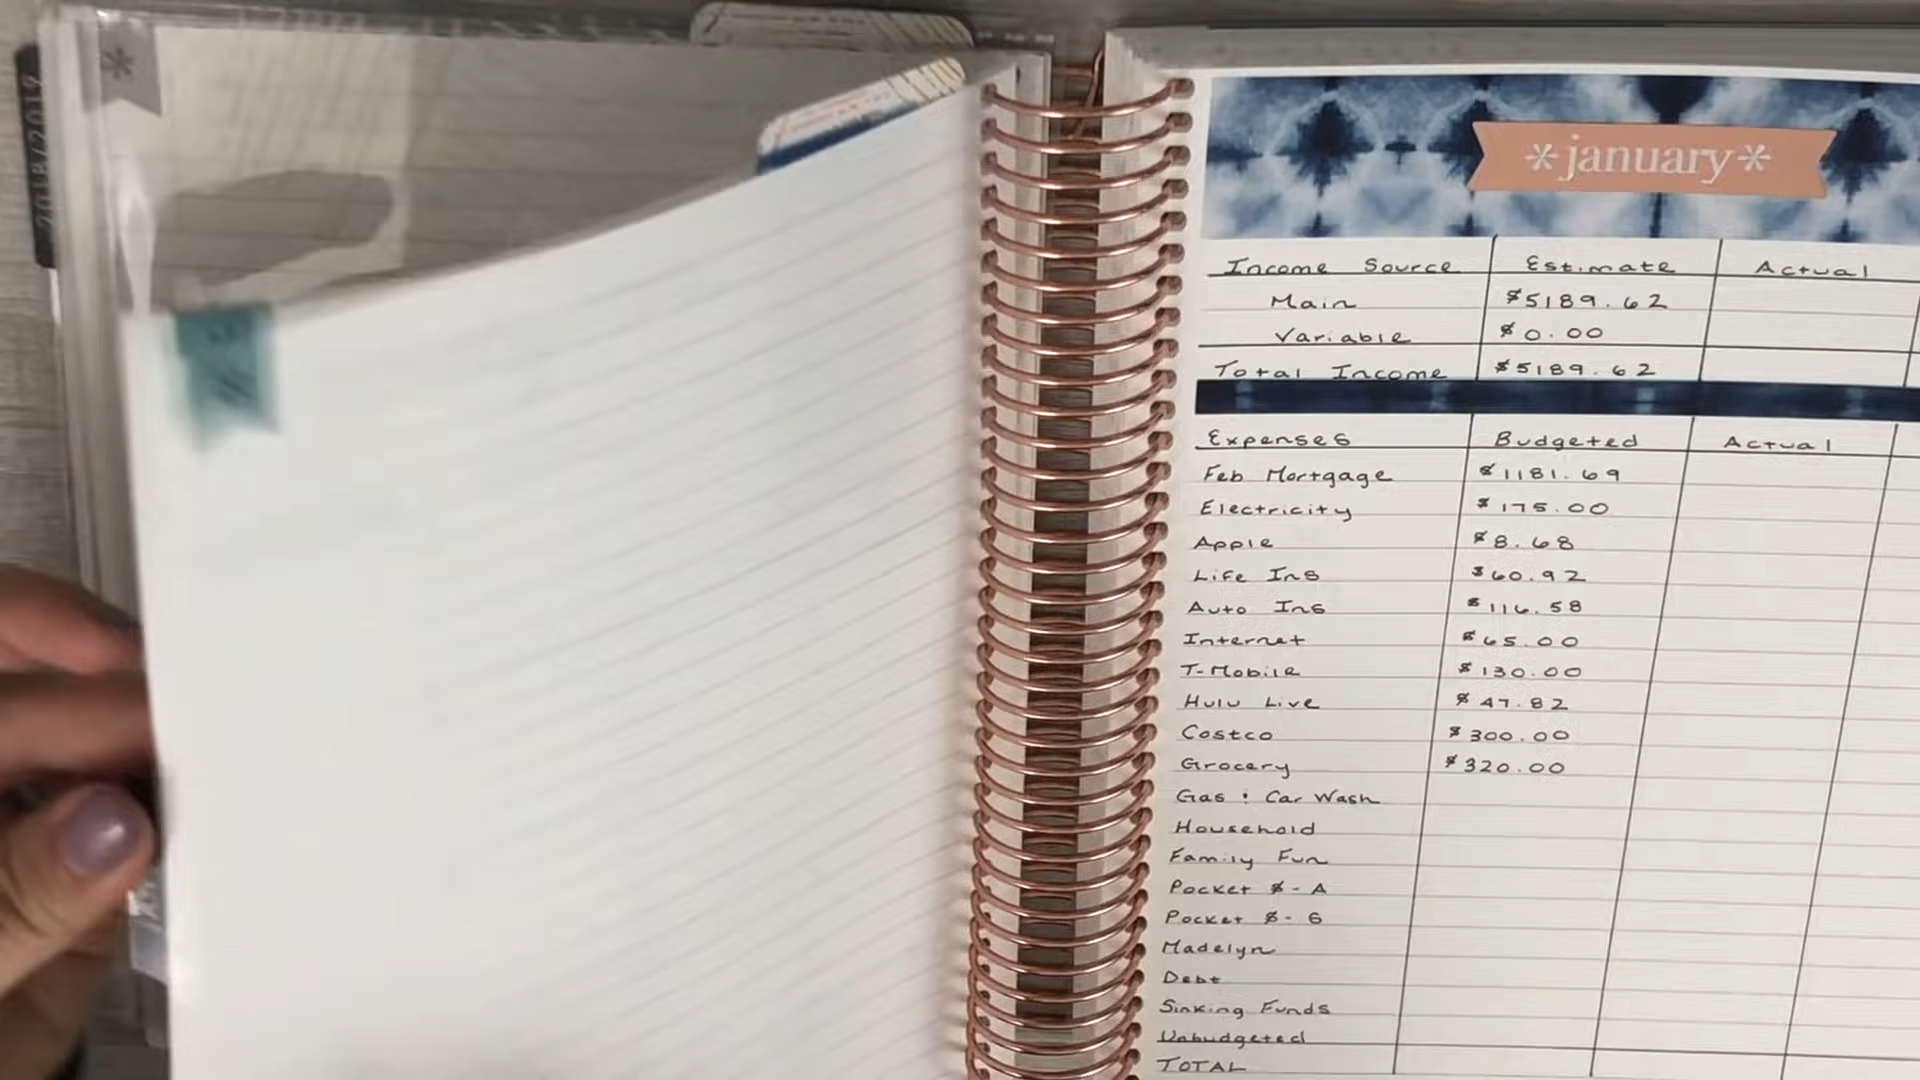 2018/2019
*january*
Income Source Estimate Actual
Main $5189.62
Variable $0.00
Total Income $5189.62
Expenses Budgeted Actual
Feb Mortgage $1181.69
Electricity $175.00
Apple $8.68
Life Ins $60.92
Auto Ins $116.58
Internet $65.00
T-Mobile $130.00
Hulu Live $47.82
Costco $300.00
Grocery $320.00
Gas & Car Wash
Household
Family Fun
Pocket $ - A
Pocket $ - G
Madelyn
Debt
Sinking Funds
Unbudgeted
TOTAL